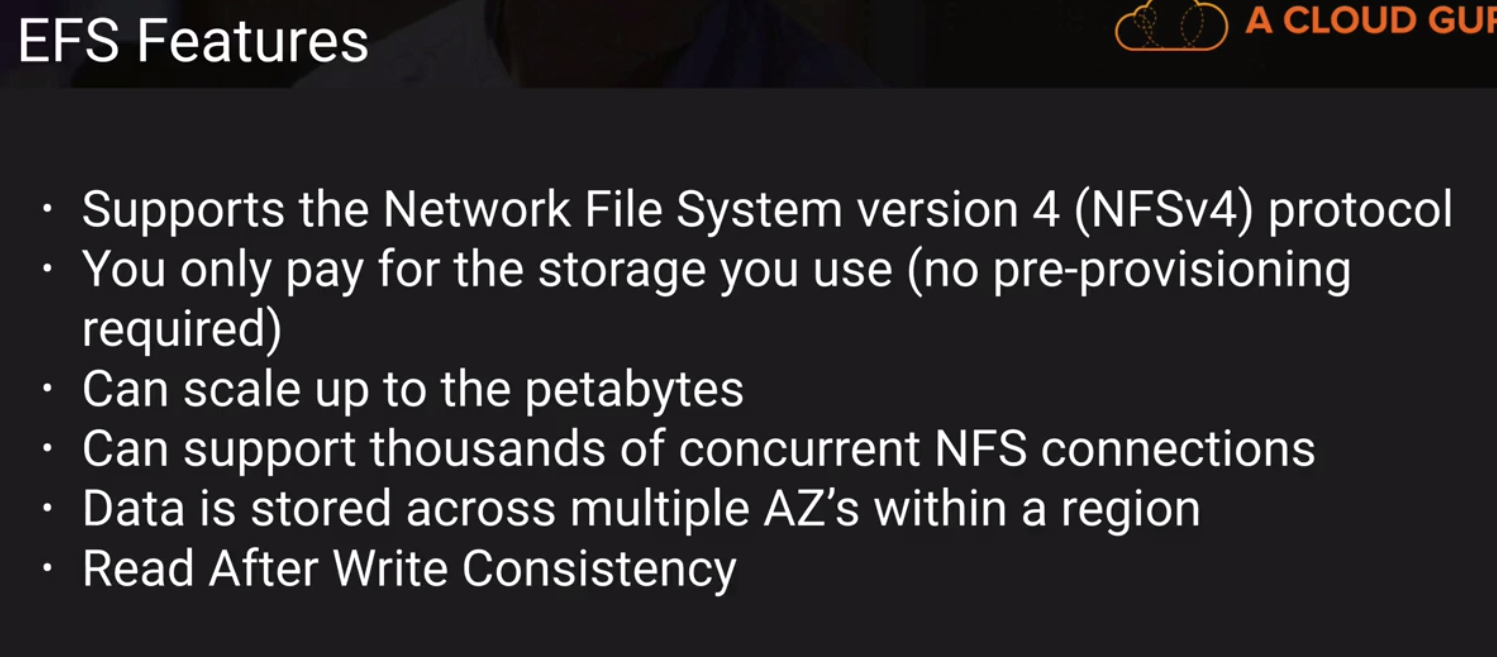 EFS Features
A CLOUD GUR
· Supports the Network File System version 4 (NFSv4) protocol
· You only pay for the storage you use (no pre-provisioning
required)
· Can scale up to the petabytes
· Can support thousands of concurrent NFS connections
· Data is stored across multiple AZ’s within a region
· Read After Write Consistency